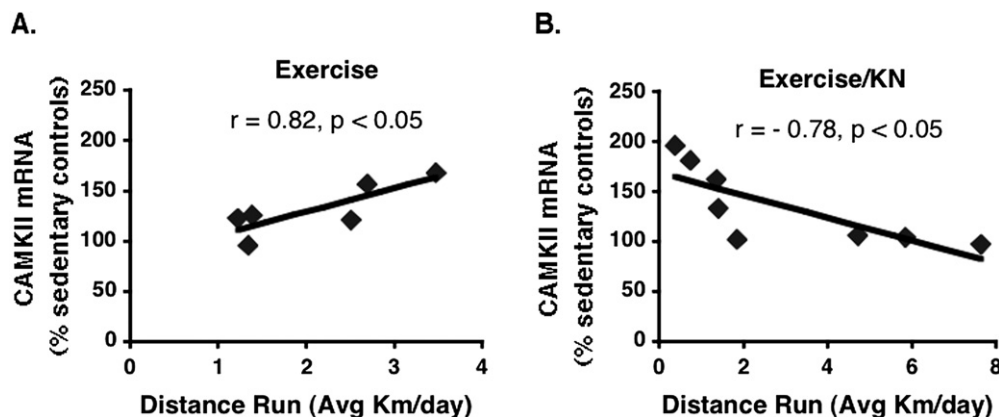 A.
Exercise
r = 0.82, p < 0.05
CAMKII mRNA
(% sedentary controls)
250
200
150
100
50
0
0 1 2 3 4
Distance Run (Avg Km/day)
B.
Exercise/KN
r = - 0.78, p < 0.05
CAMKII mRNA
(% sedentary controls)
250
200
150
100
50
0
0 2 4 6 8
Distance Run (Avg Km/day)